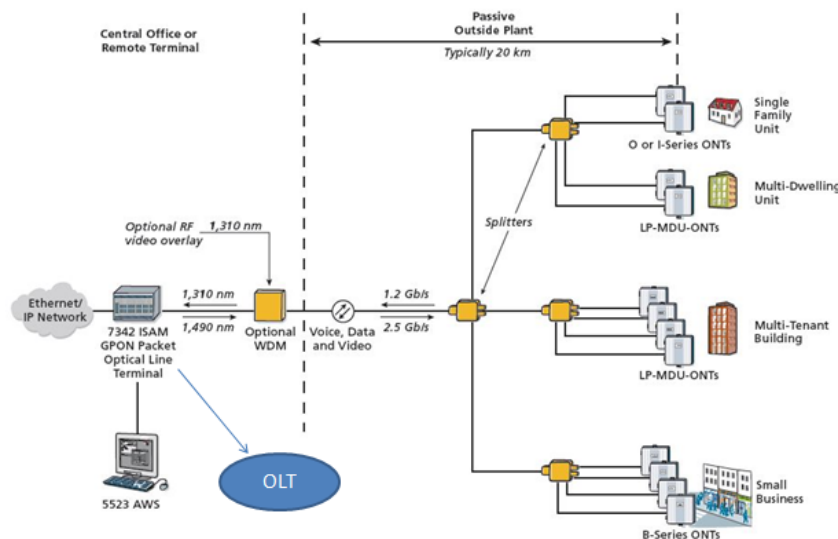 Central Office or
Remote Terminal
Passive
Outside Plant
Typically 20 km
Single
Family
Unit
O or I-Series ONTs
Multi-Dwelling
Unit
LP-MDU-ONTs
Splitters
Optional RF
video overlay
1,310 nm
Ethernet/
IP Network
1,310 nm
1,490 nm
7342 ISAM
GPON Packet
Optical Line
Terminal
Optional
WDM
Voice, Data
and Video
1.2 Gb/s
2.5 Gb/s
Multi-Tenant
Building
LP-MDU-ONTs
OLT
5523 AWS
Small
Business
B-Series ONTs